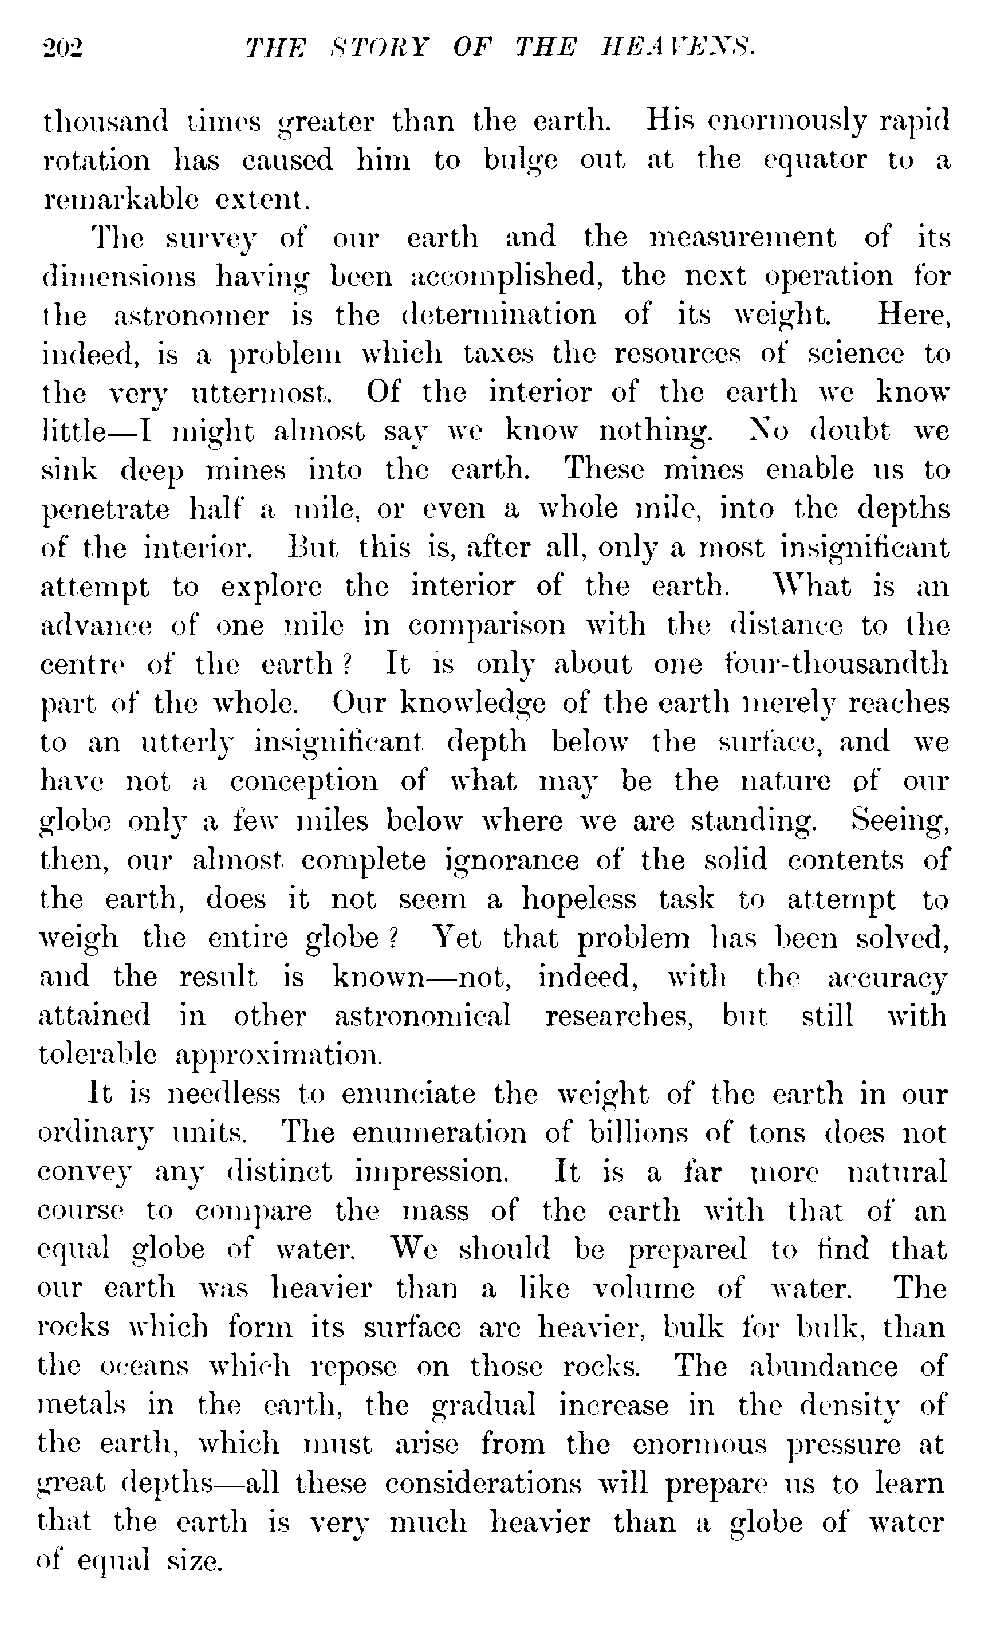 202 THE STORY OF THE HEAVENS.
thousand times greater than the earth. His enormously rapid
rotation has caused him to bulge out at the equator to a
remarkable extent.
The survey of our earth and the measurement of its
dimensions having been accomplished, the next operation for
the astronomer is the determination of its weight. Here,
indeed, is a problem which taxes the resources of science to
the very uttermost. Of the interior of the earth we know
little—I might almost say we know nothing. No doubt we
sink deep mines into the earth. These mines enable us to
penetrate half a mile, or even a whole mile, into the depths
of the interior. But this is, after all, only a most insignificant
attempt to explore the interior of the earth. What is an
advance of one mile in comparison with the distance to the
centre of the earth? It is only about one four-thousandth
part of the whole. Our knowledge of the earth merely reaches
to an utterly insignificant depth below the surface, and we
have not a conception of what may be the nature of our
globe only a few miles below where we are standing. Seeing,
then, our almost complete ignorance of the solid contents of
the earth, does it not seem a hopeless task to attempt to
weigh the entire globe? Yet that problem has been solved,
and the result is known—not, indeed, with the accuracy
attained in other astronomical researches, but still with
tolerable approximation.
It is needless to enunciate the weight of the earth in our
ordinary units. The enumeration of billions of tons does not
convey any distinct impression. It is a far more natural
course to compare the mass of the earth with that of an
equal globe of water. We should be prepared to find that
our earth was heavier than a like volume of water. The
rocks which form its surface are heavier, bulk for bulk, than
the oceans which repose on those rocks. The abundance of
metals in the earth, the gradual increase in the density of
the earth, which must arise from the enormous pressure at
great depths—all these considerations will prepare us to learn
that the earth is very much heavier than a globe of water
of equal size.